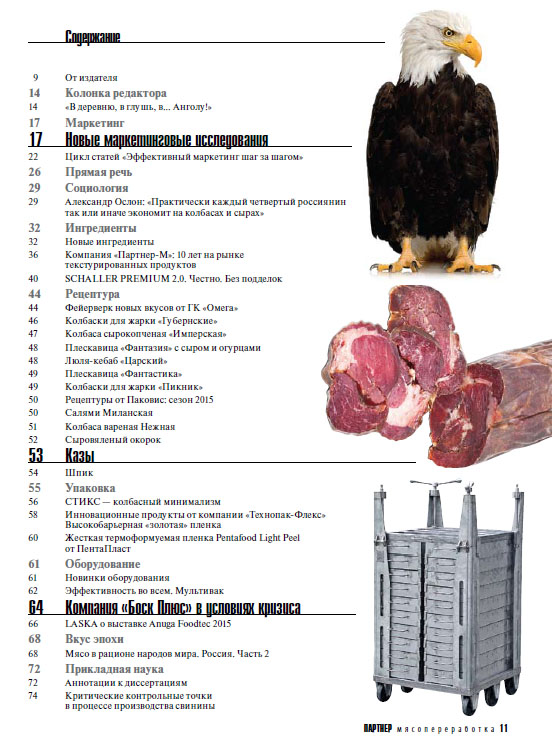 Содержание
9 От издателя
14 Колонка редактора
14 «В деревню, в глушь, в... Анголу!»
17 Маркетинг
17 Новые маркетинговые исследования
22 Цикл статей «Эффективный маркетинг шаг за шагом»
26 Прямая речь
29 Социология
29 Александр Ослон: «Практически каждый четвертый россиянин
так или иначе экономит на колбасах и сырах»
32 Ингредиенты
32 Новые ингредиенты
36 Компания «Партнер-М»: 10 лет на рынке
текстурированных продуктов
40 SCHALLER PREMIUM 2.0. Честно. Без подделок
44 Рецептура
44 Фейерверк новых вкусов от ГК «Омега»
46 Колбаски для жарки «Губернские»
47 Колбаса сырокопченая «Имперская»
48 Плескавица «Фантазия» с сыром и огурцами
48 Люля-кебаб «Царский»
49 Плескавица «Фантастика»
49 Колбаски для жарки «Пикник»
50 Рецептуры от Паковис: сезон 2015
50 Салями Миланская
51 Колбаса вареная Нежная
52 Сыровяленый окорок
53 Казы
54 Шпик
55 Упаковка
56 СТИКС — колбасный минимализм
58 Инновационные продукты от компании «Технопак-Флекс»
Высокобарьерная «золотая» пленка
60 Жесткая термоформуемая пленка Pentafood Light Peel
от ПентаПласт
61 Оборудование
61 Новинки оборудования
62 Эффективность во всем. Мультивак
64 Компания «Боск Плюс» в условиях кризиса
66 LASKA о выставке Anuga Foodtec 2015
68 Вкус эпохи
68 Мясо в рационе народов мира. Россия. Часть 2
72 Прикладная наука
72 Аннотации к диссертациям
74 Критические контрольные точки
в процессе производства свинины
ПАРТНЕР мясопереработка 11